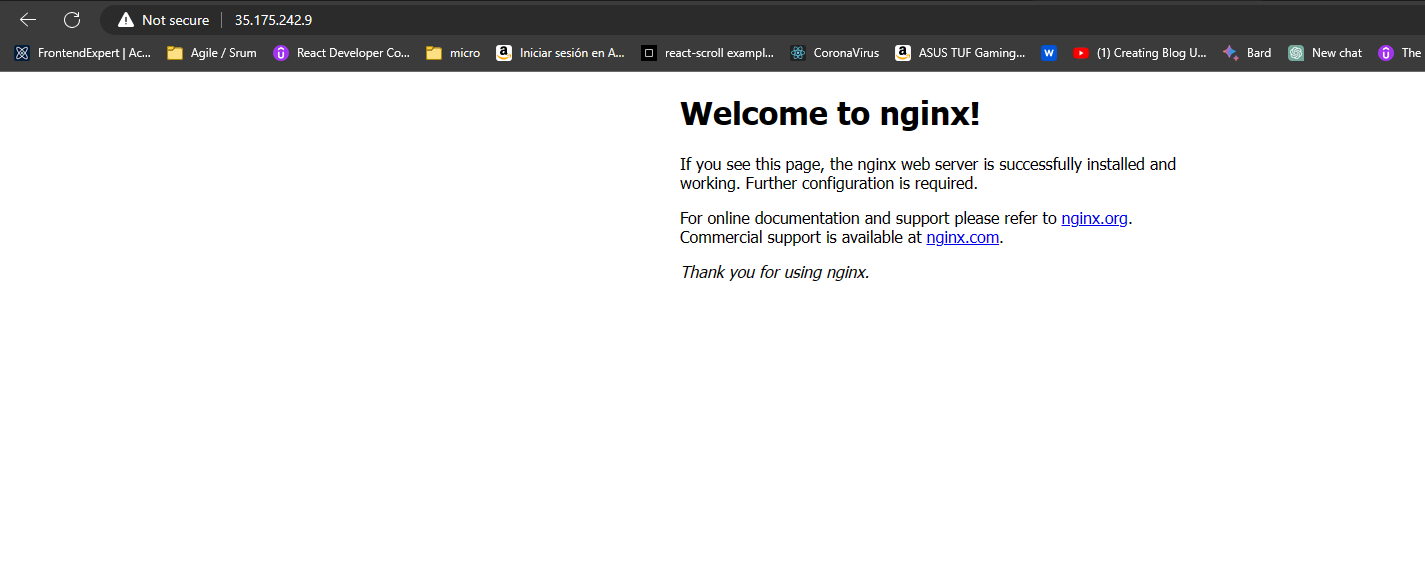 Not secure 35.175.242.9
FrontendExpert | Ac... Agile / Srum React Developer Co... micro Iniciar sesión en A... react-scroll exampl... CoronaVirus ASUS TUF Gaming... W (1) Creating Blog U... Bard New chat The
Welcome to nginx!
If you see this page, the nginx web server is successfully installed and
working. Further configuration is required.
For online documentation and support please refer to nginx.org.
Commercial support is available at nginx.com.
Thank you for using nginx.